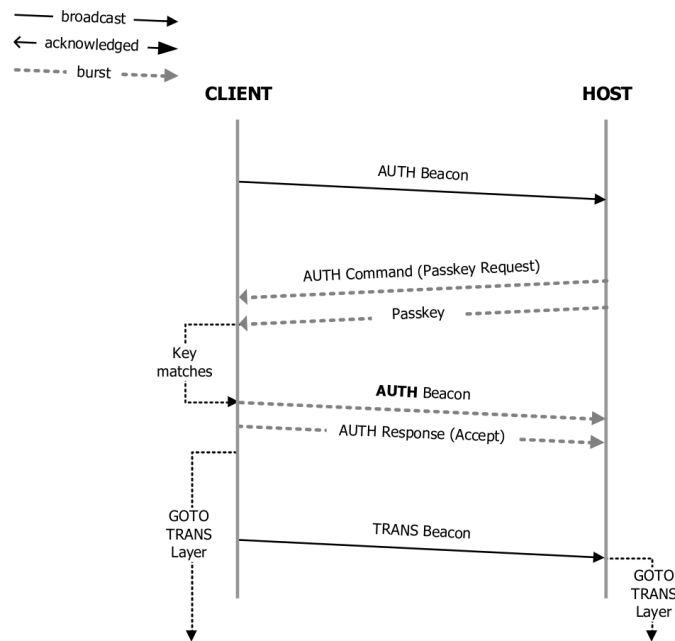 broadcast
acknowledged
burst
CLIENT
HOST
AUTH Beacon
AUTH Command (Passkey Request)
Passkey
Key
matches
AUTH Beacon
AUTH Response (Accept)
GOTO
TRANS
Layer
TRANS Beacon
GOTO
TRANS
Layer